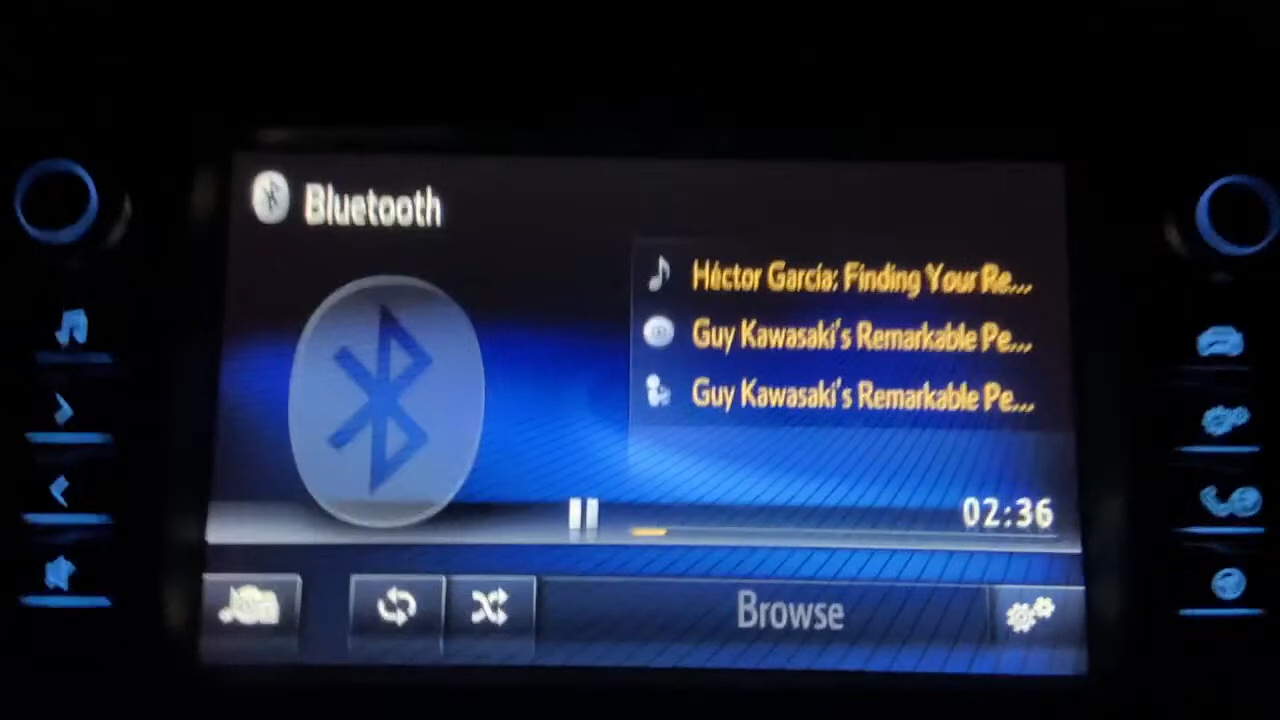 Bluetooth
Héctor García: Finding Your Re...
Guy Kawasaki's Remarkable Pe...
Guy Kawasaki's Remarkable Pe...
02:36
Browse